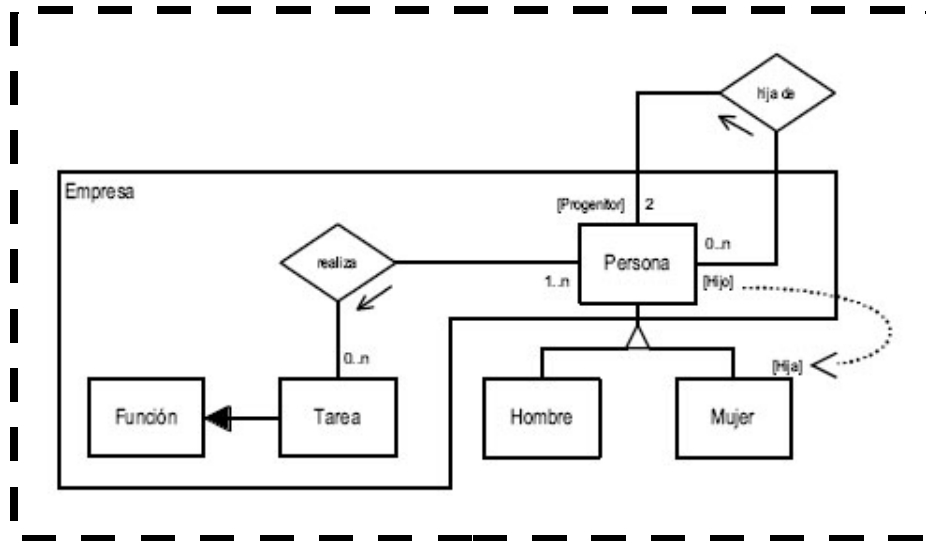 hija de
Empresa
[Progenitor]
2
0..n
realiza
Persona
1..n
[Hijo]
0..n
[Hija]
Función
Tarea
Hombre
Mujer